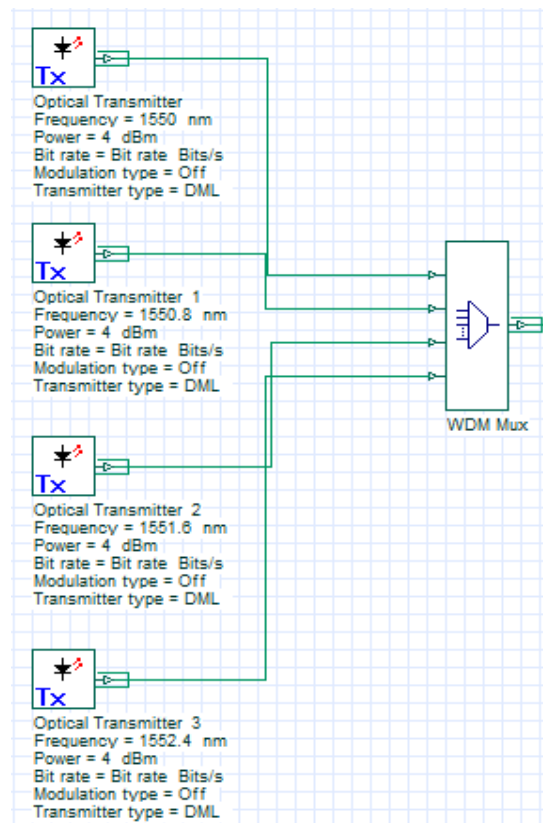 Tx
Optical Transmitter
Frequency = 1550 nm
Power = 4 dBm
Bit rate = Bit rate Bits/s
Modulation type = Off
Transmitter type = DML
Tx
Optical Transmitter 1
Frequency = 1550.8 nm
Power = 4 dBm
Bit rate = Bit rate Bits/s
Modulation type = Off
Transmitter type = DML
WDM Mux
Tx
Optical Transmitter 2
Frequency = 1551.6 nm
Power = 4 dBm
Bit rate = Bit rate Bits/s
Modulation type = Off
Transmitter type = DML
Tx
Optical Transmitter 3
Frequency = 1552.4 nm
Power = 4 dBm
Bit rate = Bit rate Bits/s
Modulation type = Off
Transmitter type = DML